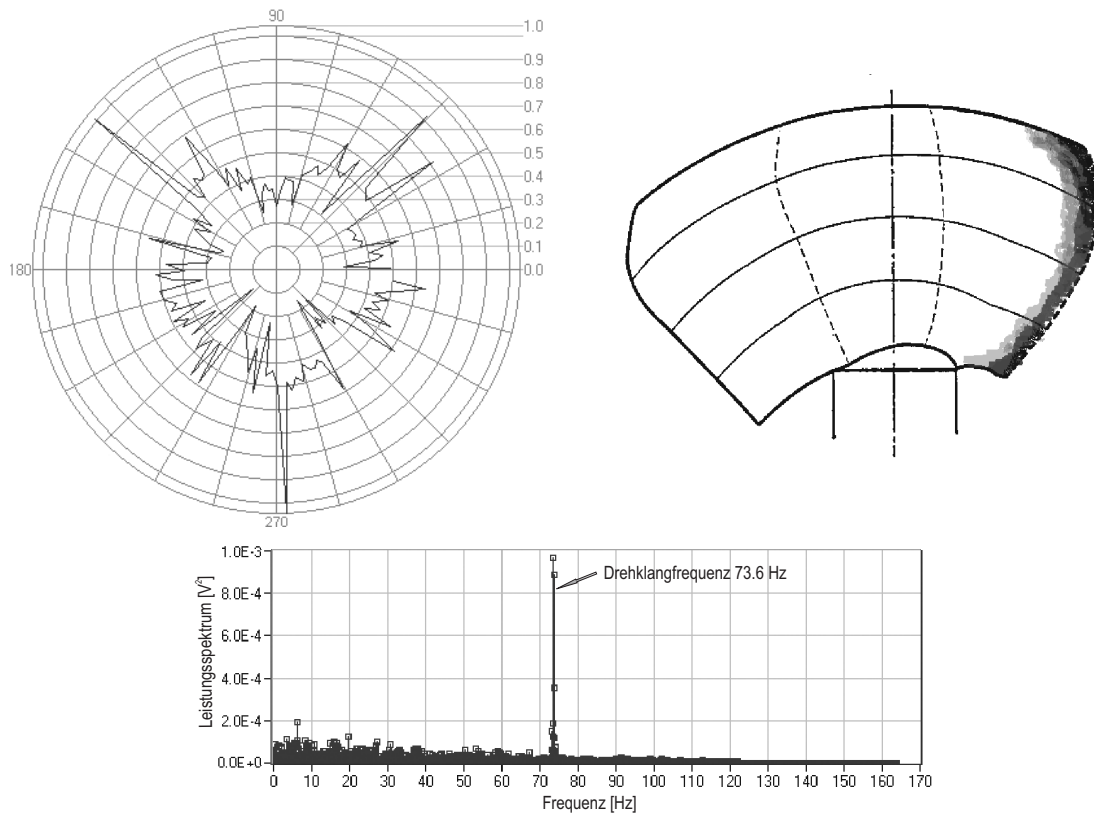 90
1.0
0.9
0.8
0.7
0.6
0.5
0.4
0.3
0.2
0.1
180
0.0
270
1.0E-3
8.0E-4
6.0E-4
4.0E-4
2.0E-4
0.0E+0
Leistungsspektrum [V²]
Drehklangfrequenz 73.6 Hz
0 10 20 30 40 50 60 70 80 90 100 110 120 130 140 150 160 170
Frequenz [Hz]